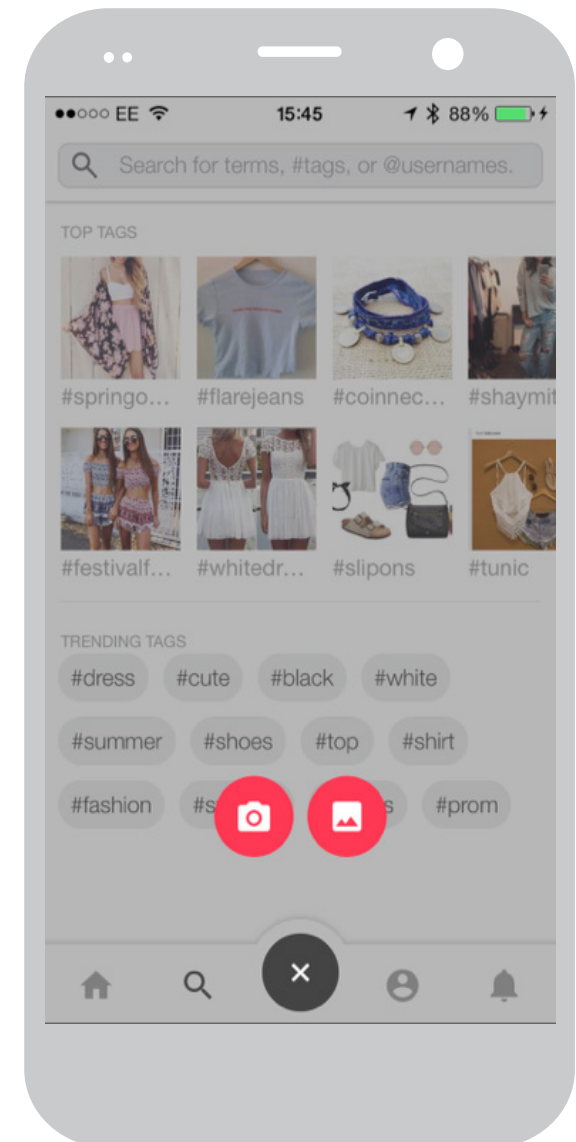 EE 15:45 88%
Search for terms, #tags, or @usernames.
TOP TAGS
#springo... #flarejeans #coinnec... #shaymit
#festivalf... #whitedr... #slipons #tunic
TRENDING TAGS
#dress #cute #black #white
#summer #shoes #top #shirt
#fashion #s s #prom